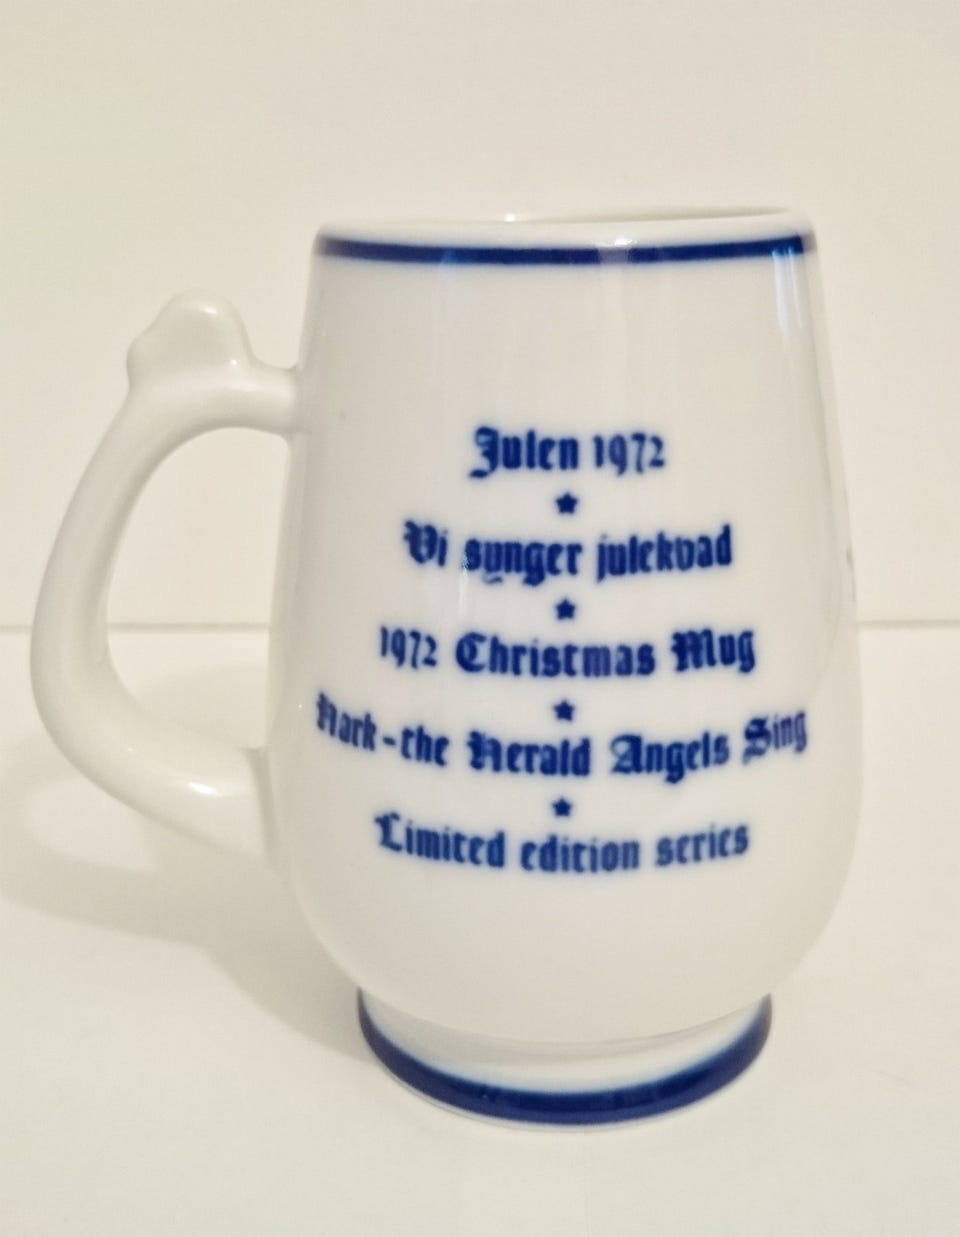 Julen 1972
Vi synger julekvad
1972 Christmas Mug
Hark-the Herald Angels Sing
Limited edition series